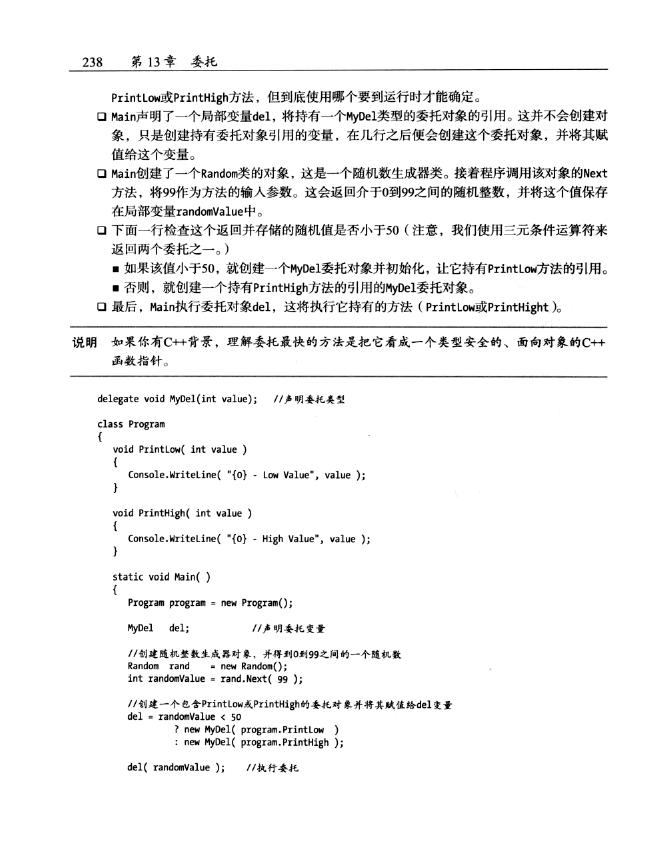 238 第13章 委托
PrintLow或PrintHigh方法，但到底使用哪个要到运行时才能确定。
❑ Main声明了一个局部变量del，将持有一个MyDel类型的委托对象的引用。这并不会创建对
象，只是创建持有委托对象引用的变量，在几行之后便会创建这个委托对象，并将其赋
值给这个变量。
❑ Main创建了一个Random类的对象，这是一个随机数生成器类。接着程序调用该对象的Next
方法，将99作为方法的输入参数。这会返回介于0到99之间的随机整数，并将这个值保存
在局部变量randomValue中。
❑ 下面一行检查这个返回并存储的随机值是否小于50（注意，我们使用三元条件运算符来
返回两个委托之一。）
■ 如果该值小于50，就创建一个MyDel委托对象并初始化，让它持有PrintLow方法的引用。
■ 否则，就创建一个持有PrintHigh方法的引用的MyDel委托对象。
❑ 最后，Main执行委托对象del，这将执行它持有的方法（PrintLow或PrintHight）。
说明 如果你有C++背景，理解委托最快的方法是把它看成一个类型安全的、面向对象的C++
函数指针。
delegate void MyDel(int value); //声明委托类型
class Program
{
void PrintLow( int value )
{
Console.WriteLine( "{0} - Low Value", value );
}
void PrintHigh( int value )
{
Console.WriteLine( "{0} - High Value", value );
}
static void Main( )
{
Program program = new Program();
MyDel del; //声明委托变量
//创建随机整数生成器对象，并得到0到99之间的一个随机数
Random rand = new Random();
int randomValue = rand.Next( 99 );
//创建一个包含PrintLow或PrintHigh的委托对象并将其赋值给del变量
del = randomValue < 50
? new MyDel( program.PrintLow )
: new MyDel( program.PrintHigh );
del( randomValue ); //执行委托